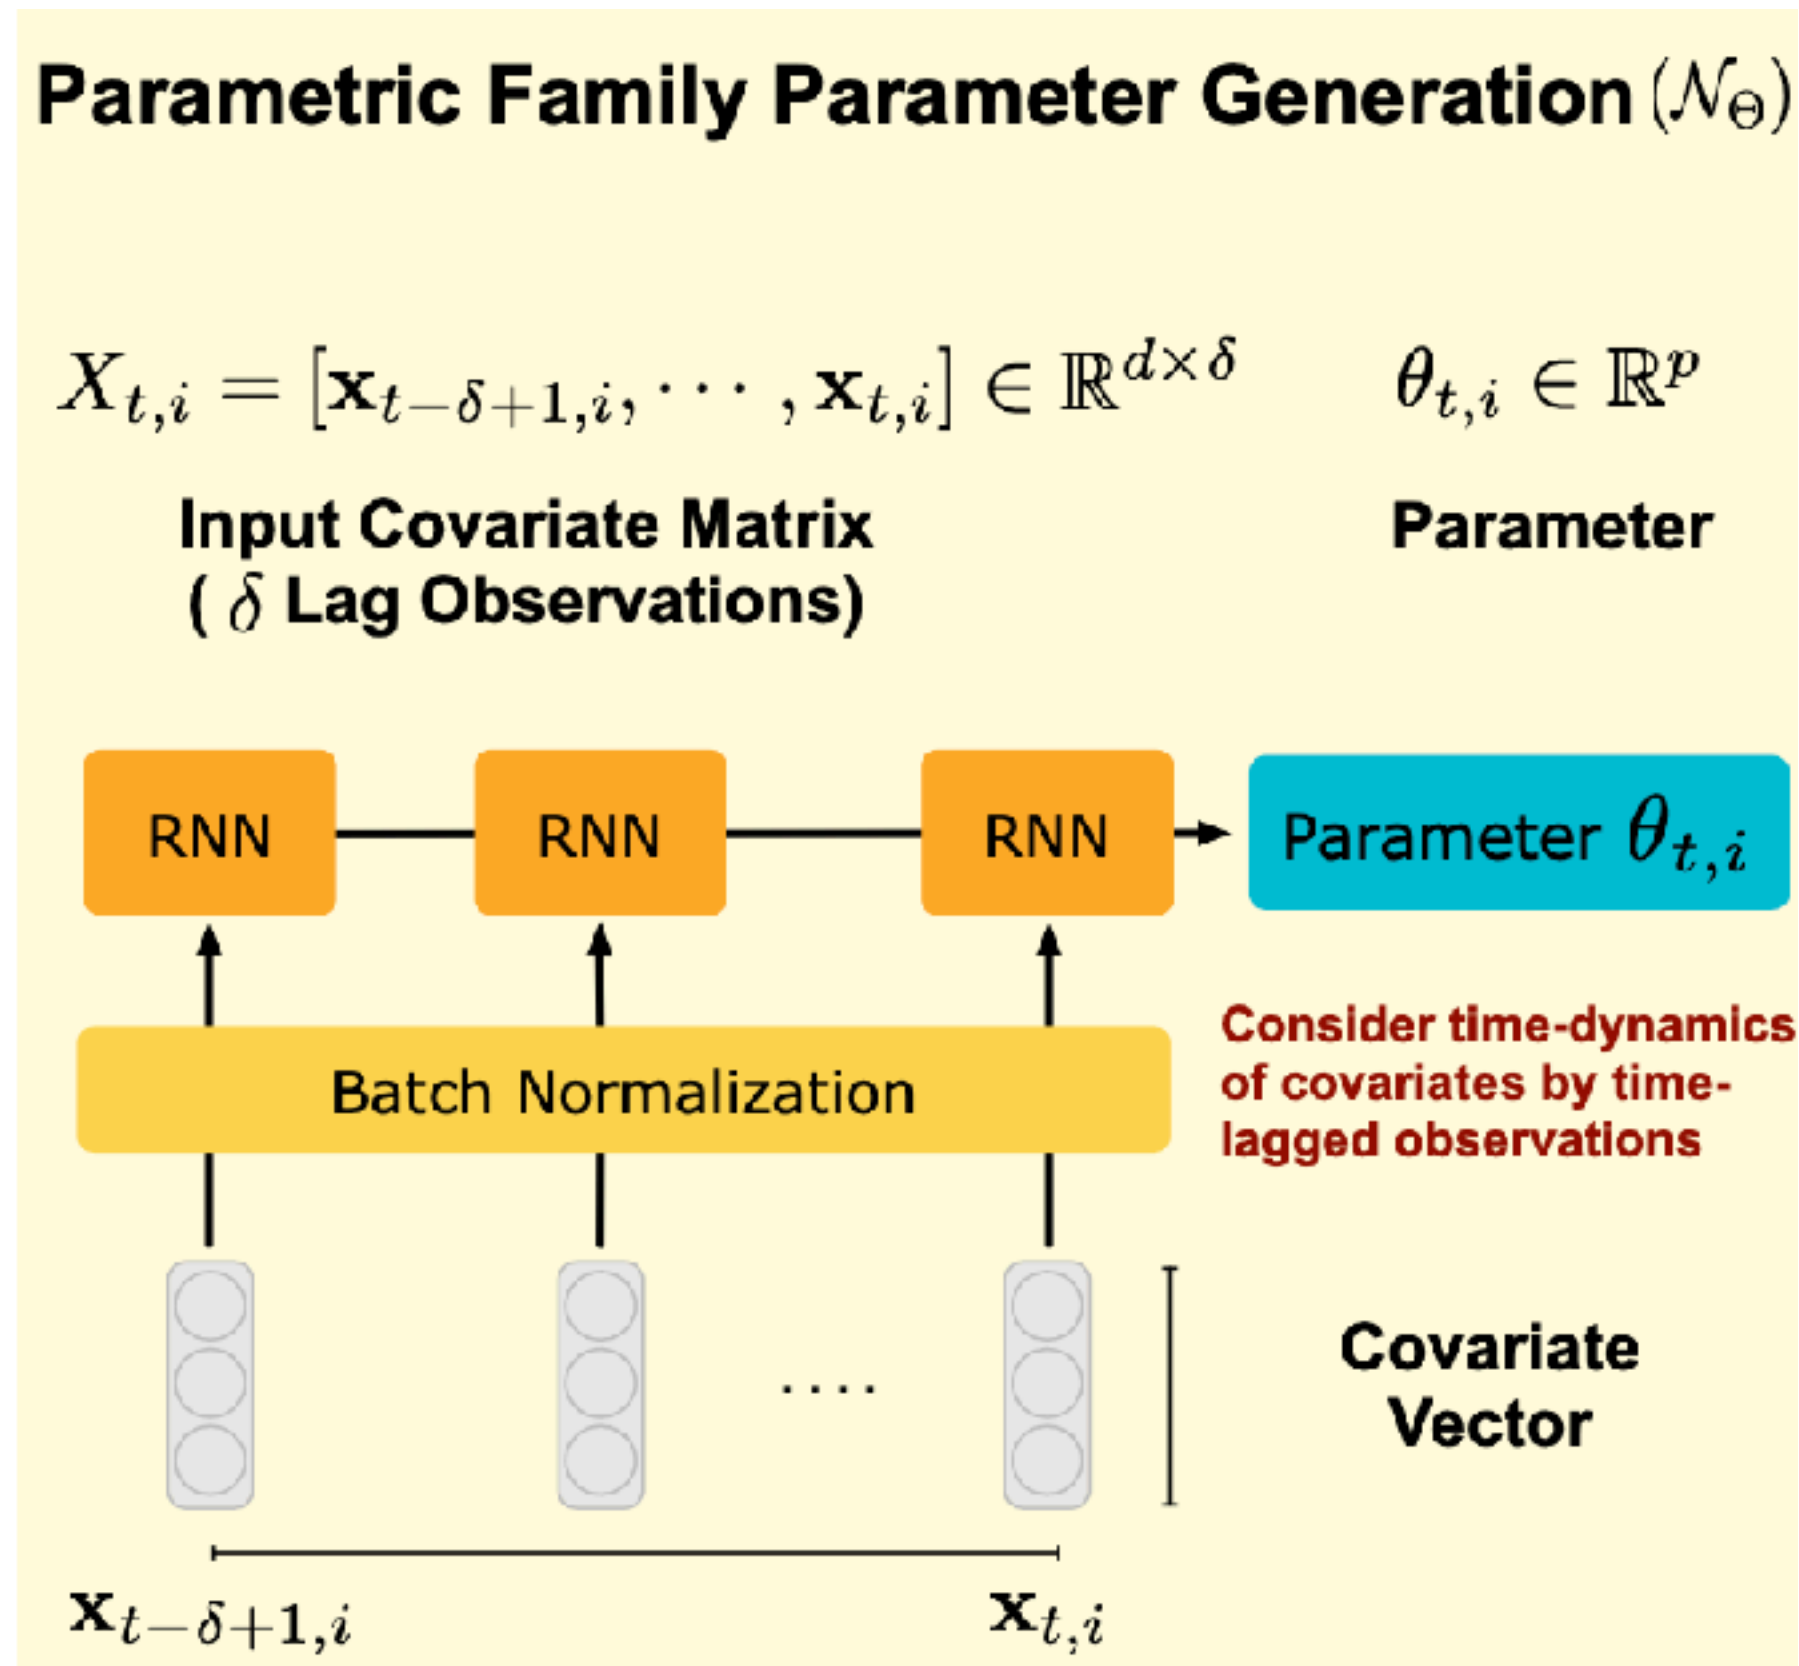 Parametric Family Parameter Generation (𝒩_Θ)
X_{t,i} = [𝐱_{t−δ+1,i}, ⋯ , 𝐱_{t,i}] ∈ ℝ^{d×δ}
θ_{t,i} ∈ ℝ^p
Input Covariate Matrix
( δ Lag Observations)
Parameter
RNN
RNN
RNN
Parameter θ_{t,i}
Batch Normalization
Consider time-dynamics
of covariates by time-
lagged observations
....
Covariate
Vector
𝐱_{t−δ+1,i}
𝐱_{t,i}